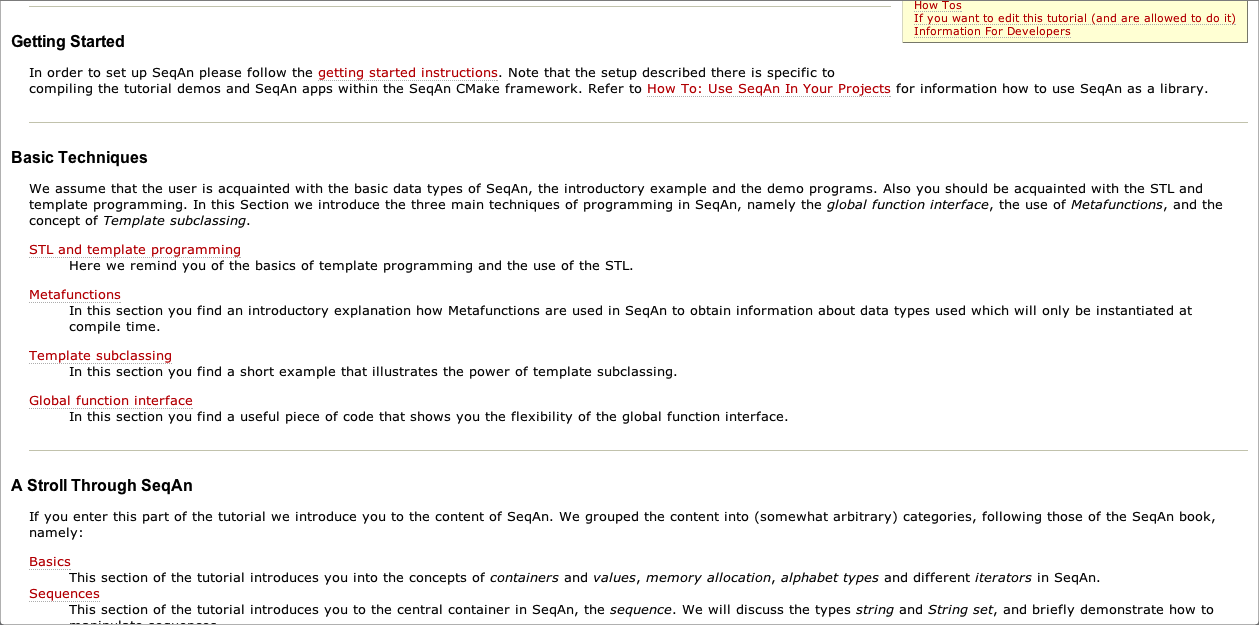 How Tos
If you want to edit this tutorial (and are allowed to do it)
Information For Developers
Getting Started
In order to set up SeqAn please follow the getting started instructions. Note that the setup described there is specific to
compiling the tutorial demos and SeqAn apps within the SeqAn CMake framework. Refer to How To: Use SeqAn In Your Projects for information how to use SeqAn as a library.
Basic Techniques
We assume that the user is acquainted with the basic data types of SeqAn, the introductory example and the demo programs. Also you should be acquainted with the STL and
template programming. In this Section we introduce the three main techniques of programming in SeqAn, namely the global function interface, the use of Metafunctions, and the
concept of Template subclassing.
STL and template programming
Here we remind you of the basics of template programming and the use of the STL.
Metafunctions
In this section you find an introductory explanation how Metafunctions are used in SeqAn to obtain information about data types used which will only be instantiated at
compile time.
Template subclassing
In this section you find a short example that illustrates the power of template subclassing.
Global function interface
In this section you find a useful piece of code that shows you the flexibility of the global function interface.
A Stroll Through SeqAn
If you enter this part of the tutorial we introduce you to the content of SeqAn. We grouped the content into (somewhat arbitrary) categories, following those of the SeqAn book,
namely:
Basics
This section of the tutorial introduces you into the concepts of containers and values, memory allocation, alphabet types and different iterators in SeqAn.
Sequences
This section of the tutorial introduces you to the central container in SeqAn, the sequence. We will discuss the types string and String set, and briefly demonstrate how to
manipulate sequences.